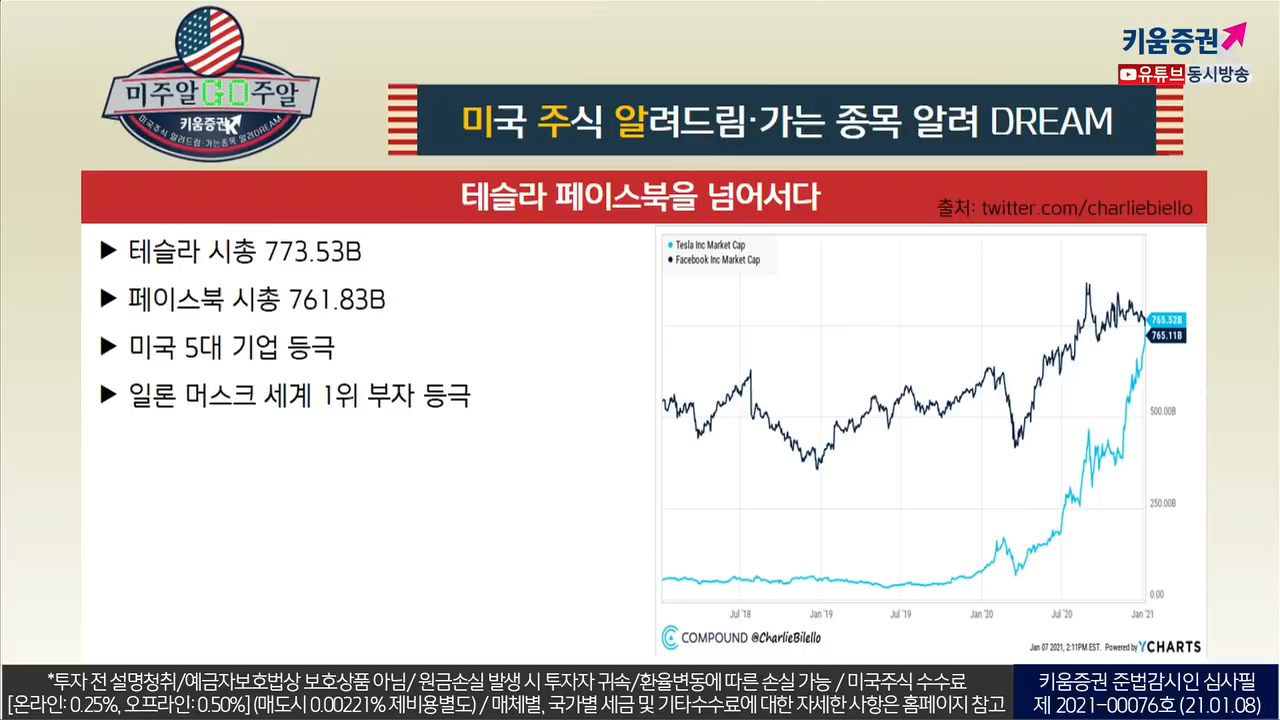 미주알GO주알
키움증권
미국주식 알려드림·가는종목 알려DREAM
키움증권
유튜브동시방송
미국 주식 알려드림·가는 종목 알려 DREAM
테슬라 페이스북을 넘어서다
출처: twitter.com/charliebiello
▶ 테슬라 시총 773.53B
▶ 페이스북 시총 761.83B
▶ 미국 5대 기업 등극
▶ 일론 머스크 세계 1위 부자 등극
Tesla Inc Market Cap
Facebook Inc Market Cap
765.52B
765.11B
500.00B
250.00B
0.00
Jul '18 Jan '19 Jul '19 Jan '20 Jul '20 Jan '21
COMPOUND @CharlieBilello
Jan 07 2021, 2:11PM EST. Powered by YCHARTS
*투자 전 설명청취/예금자보호법상 보호상품 아님/ 원금손실 발생 시 투자자 귀속/환율변동에 따른 손실 가능 / 미국주식 수수료
[온라인: 0.25%, 오프라인: 0.50%] (매도시 0.00221% 제비용별도) / 매체별, 국가별 세금 및 기타수수료에 대한 자세한 사항은 홈페이지 참고
키움증권 준법감시인 심사필
제 2021-00076호 (21.01.08)